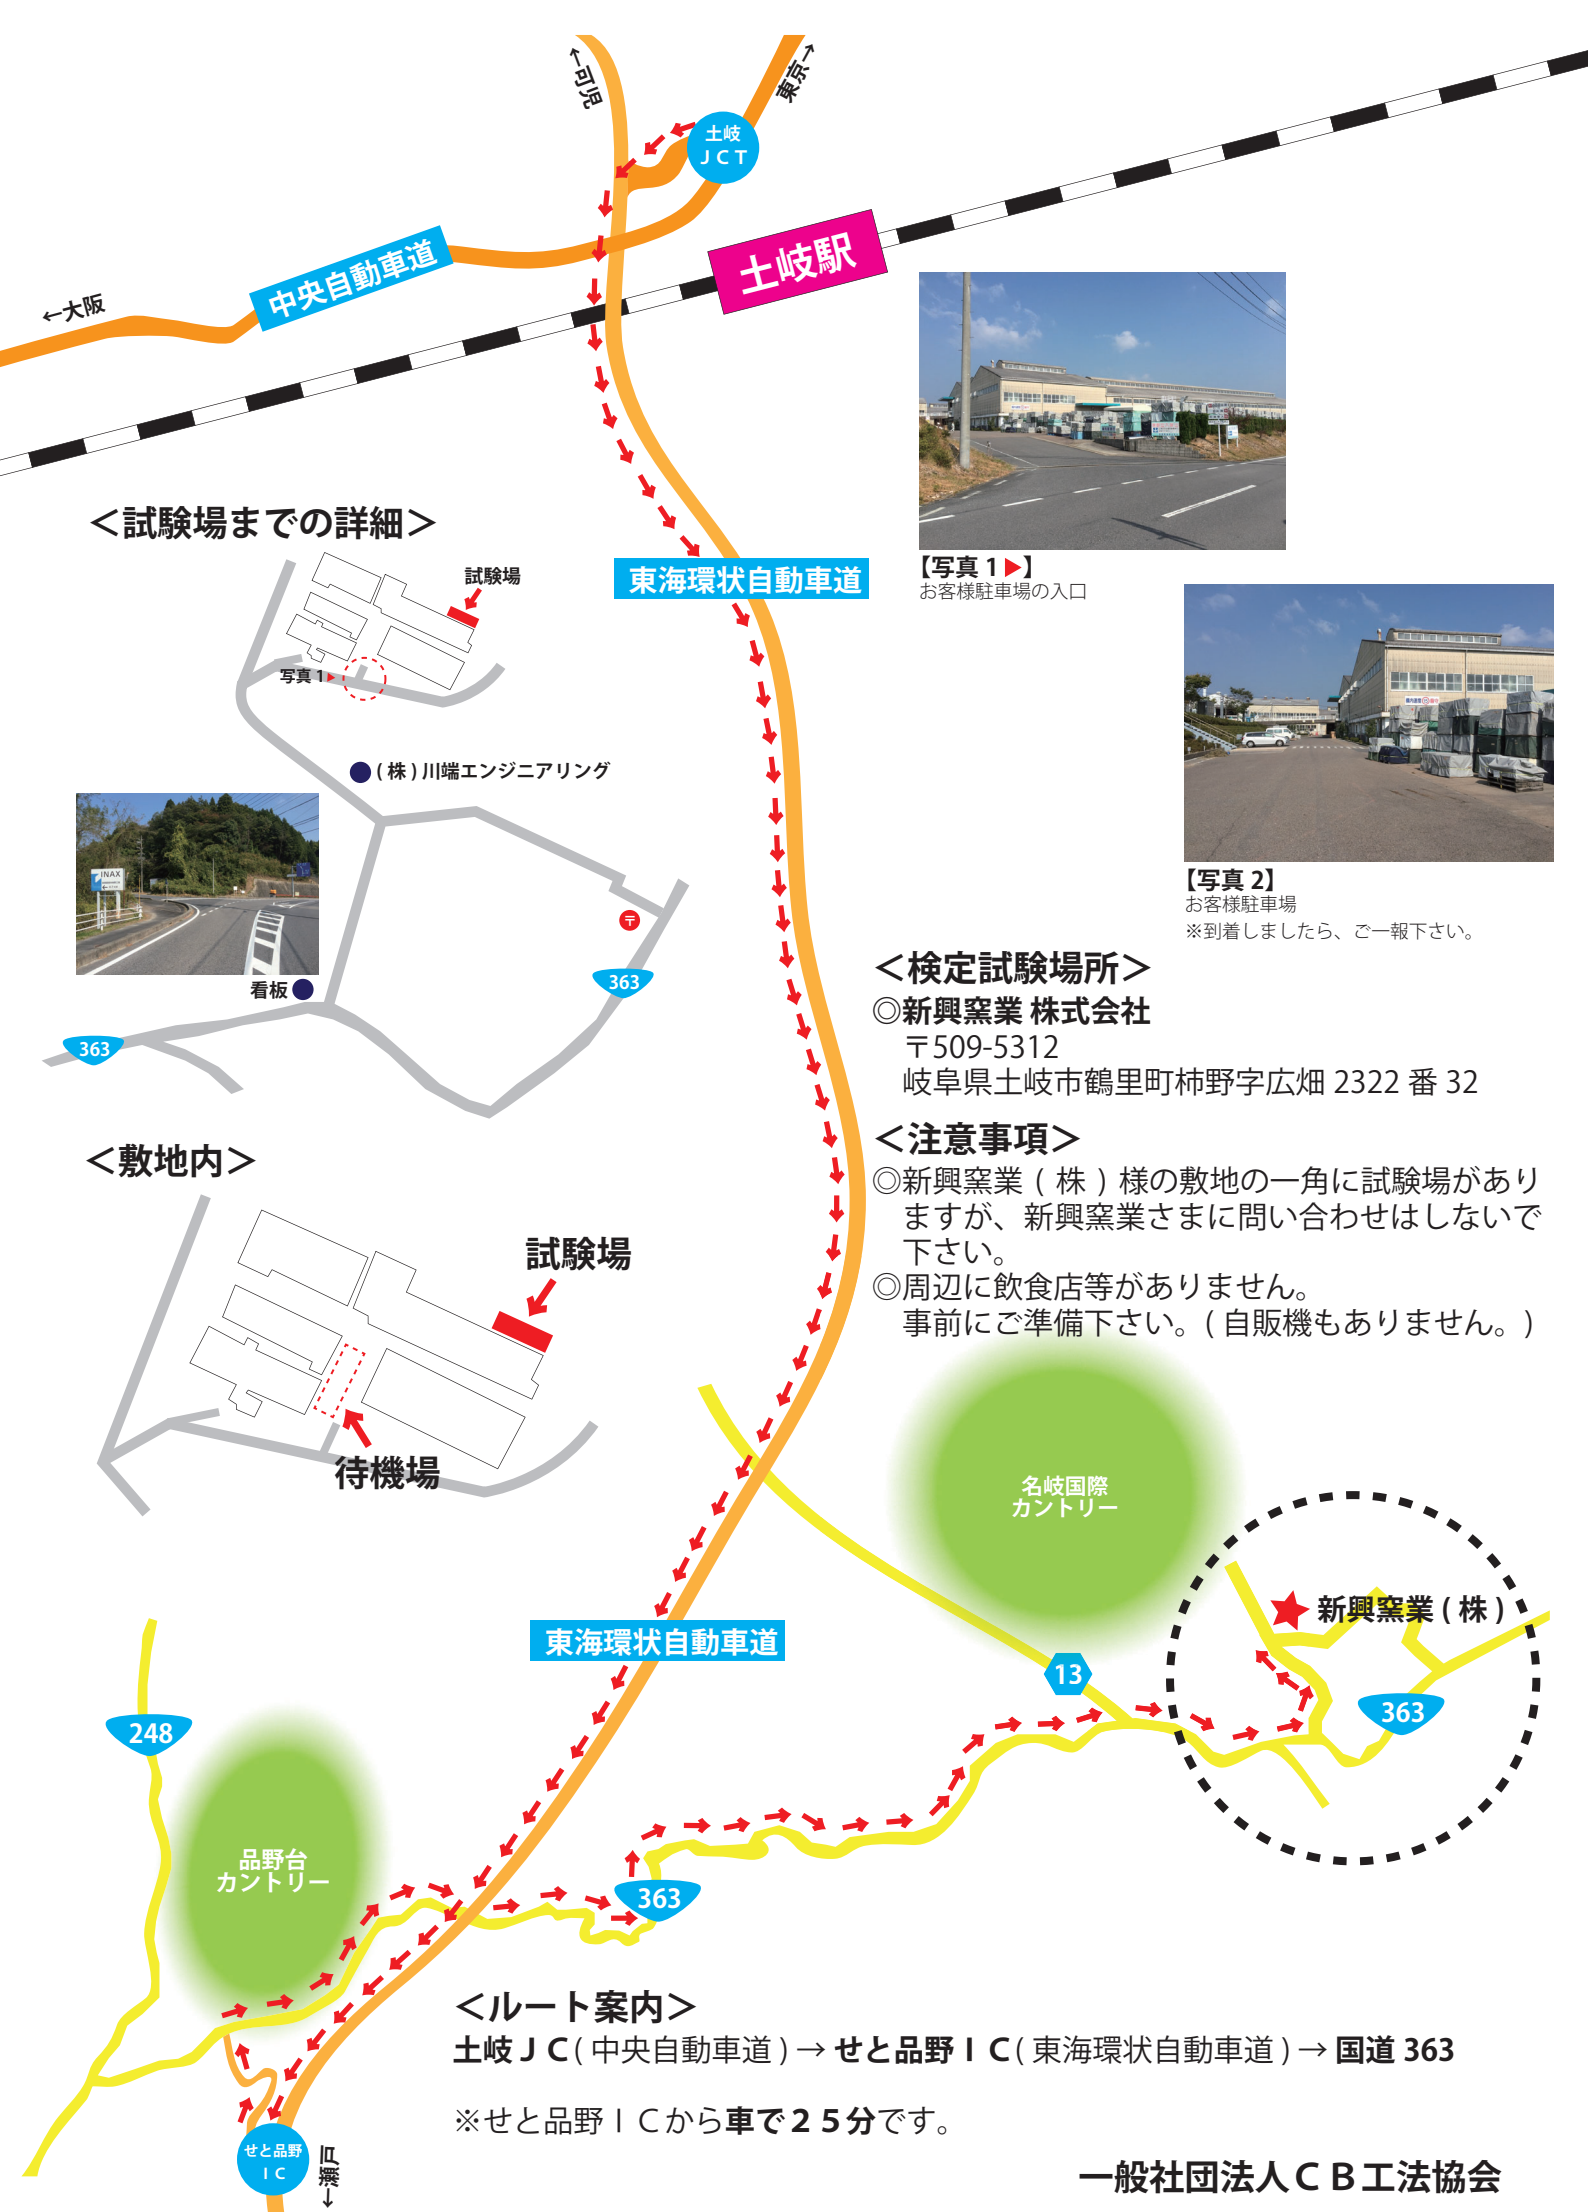 ←可児
東京→
土岐
ＪＣＴ
土岐駅
中央自動車道
←大阪
＜試験場までの詳細＞
試験場
写真 1
東海環状自動車道
【写真 1▶】
お客様駐車場の入口
( 株 ) 川端エンジニアリング
INAX
看板
〒
363
363
【写真 2】
お客様駐車場
※到着しましたら、ご一報下さい。
＜検定試験場所＞
◎新興窯業 株式会社
〒509-5312
岐阜県土岐市鶴里町柿野字広畑 2322 番 32
＜注意事項＞
◎新興窯業 ( 株 ) 様の敷地の一角に試験場があり
ますが、新興窯業さまに問い合わせはしないで
下さい。
◎周辺に飲食店等がありません。
事前にご準備下さい。( 自販機もありません。)
＜敷地内＞
試験場
待機場
名岐国際
カントリー
新興窯業 ( 株 )
東海環状自動車道
13
363
248
品野台
カントリー
363
＜ルート案内＞
土岐ＪＣ( 中央自動車道 ) → せと品野ＩＣ( 東海環状自動車道 ) → 国道 363
※せと品野ＩＣから車で２５分です。
せと品野
ＩＣ
←瀬戸
一般社団法人ＣＢ工法協会